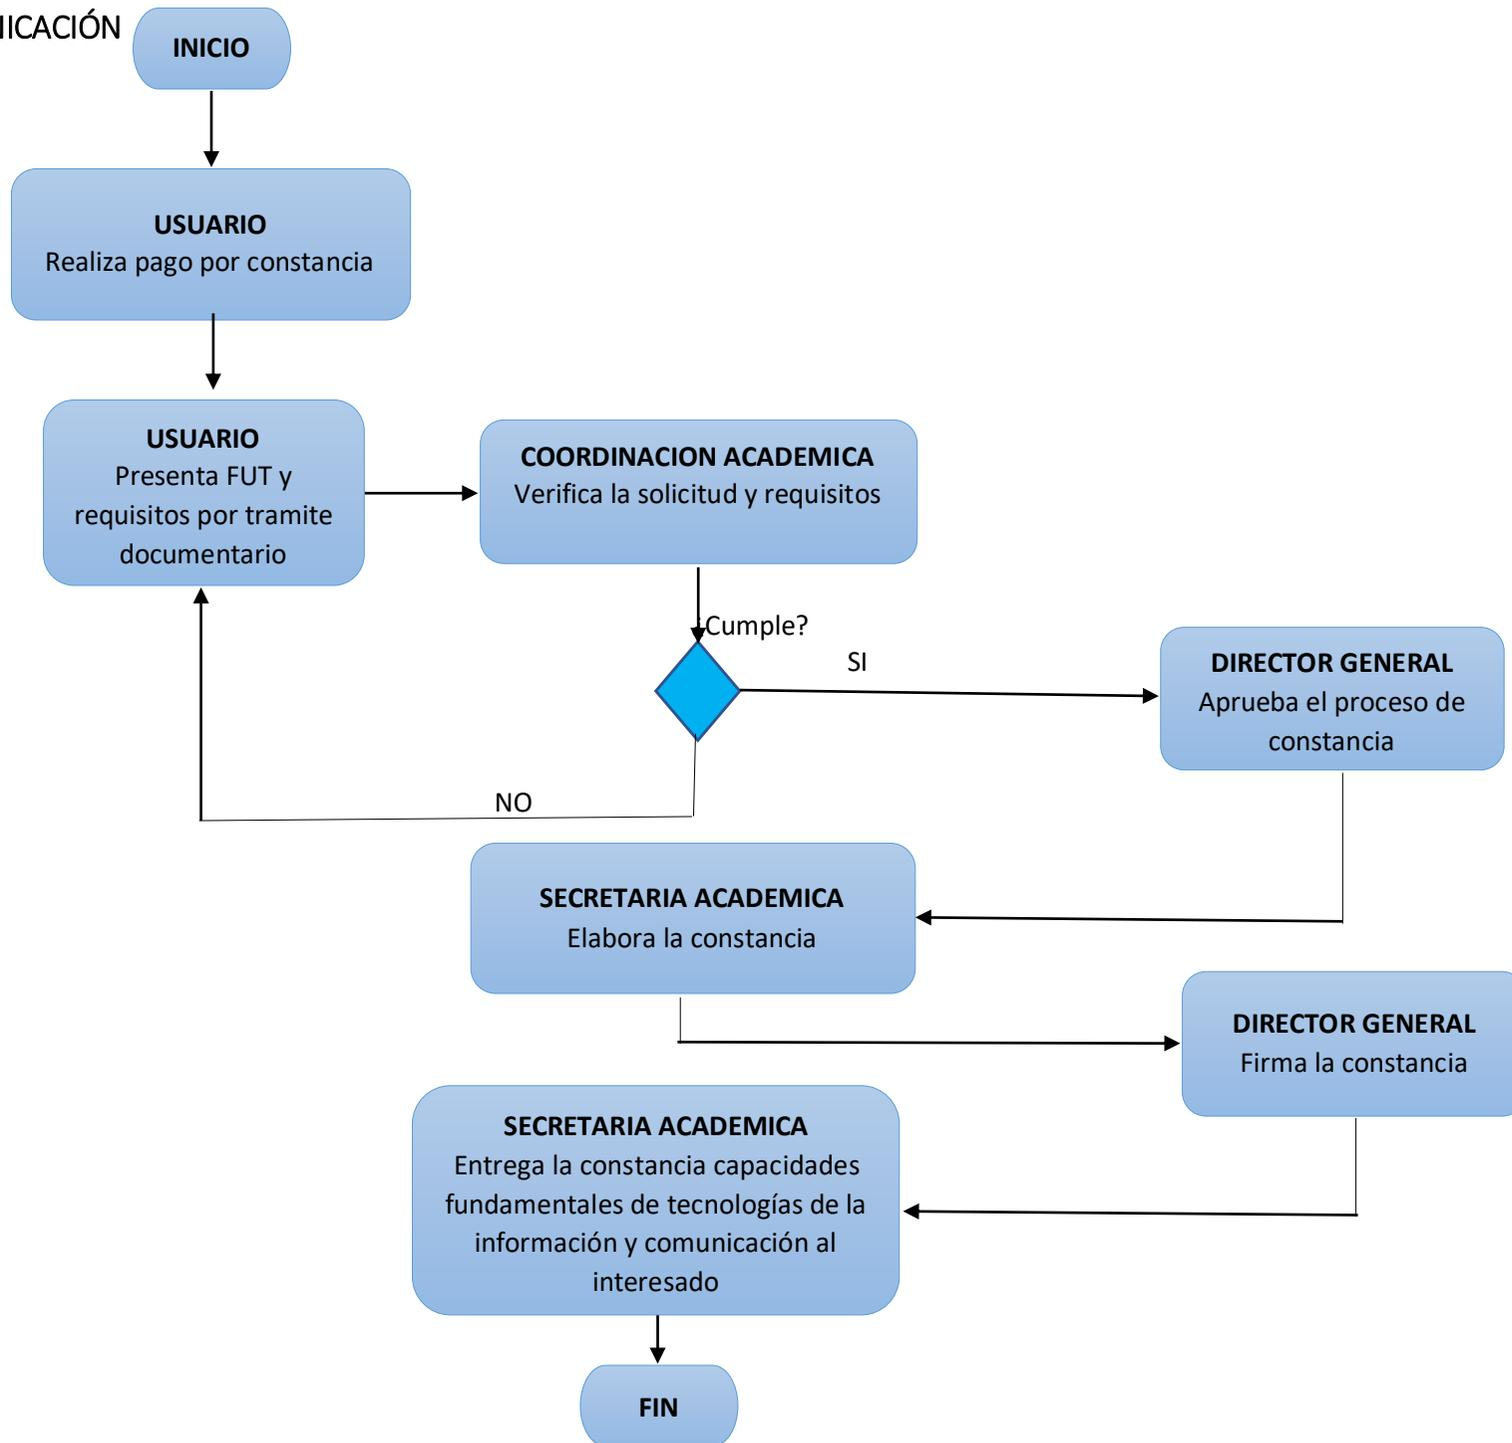 NICACIÓN
INICIO
USUARIO
Realiza pago por constancia
USUARIO
Presenta FUT y
requisitos por tramite
documentario
COORDINACION ACADEMICA
Verifica la solicitud y requisitos
Cumple?
SI
DIRECTOR GENERAL
Aprueba el proceso de
constancia
NO
SECRETARIA ACADEMICA
Elabora la constancia
DIRECTOR GENERAL
Firma la constancia
SECRETARIA ACADEMICA
Entrega la constancia capacidades
fundamentales de tecnologías de la
información y comunicación al
interesado
FIN